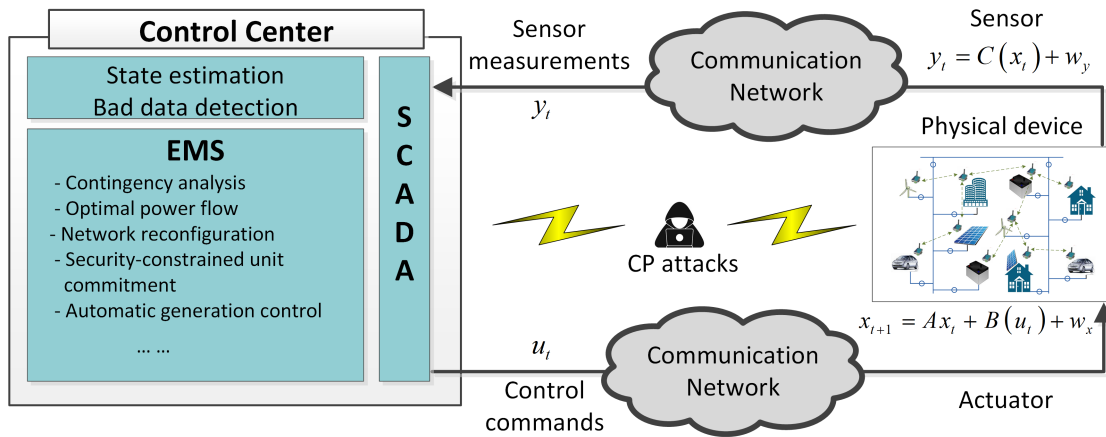 Control Center
State estimation
Bad data detection
EMS
- Contingency analysis
- Optimal power flow
- Network reconfiguration
- Security-constrained unit
commitment
- Automatic generation control
... ...
S
C
A
D
A
Sensor
measurements
y_t
Communication
Network
Sensor
y_t = C(x_t) + w_y
Physical device
CP attacks
x_{t+1} = Ax_t + B(u_t) + w_x
u_t
Control
commands
Communication
Network
Actuator